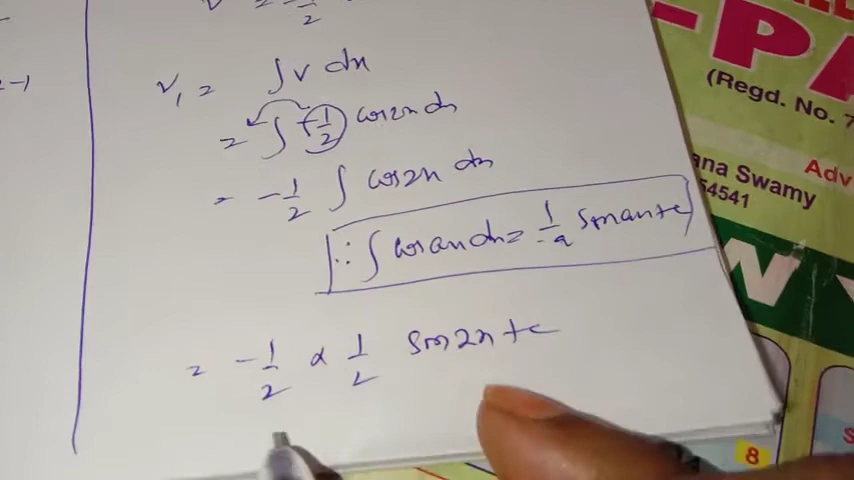 v₁ = ∫ v dx
= ∫ -1/2 cos2x dx
= -1/2 ∫ cos2x dx
∵ ∫ cos ax dx = 1/a sin ax + c
= -1/2 × 1/2 sin2x + c
-PA
(Regd. No. 7
ana Swamy
54541
Adv
W
8